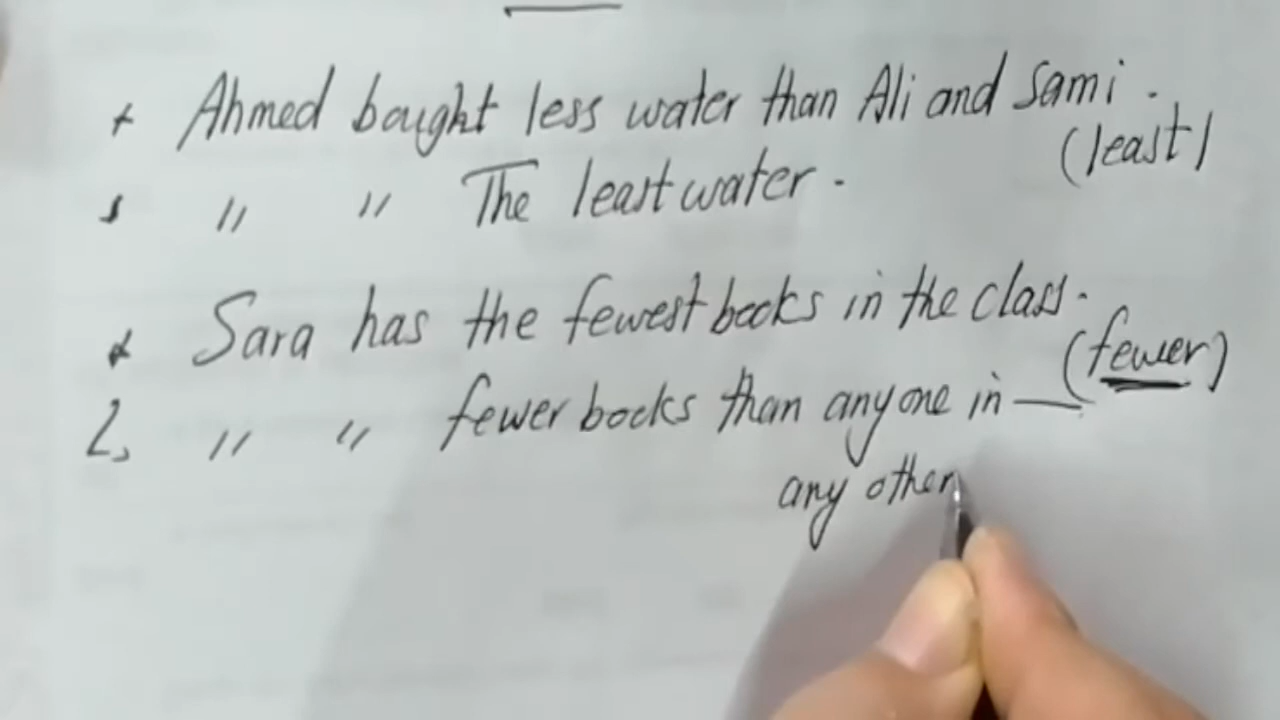 Ahmed bought less water than Ali and Sami.
(least)
" " The least water.
Sara has the fewest books in the class.
(fewer)
2, " " fewer books than anyone in —
any other